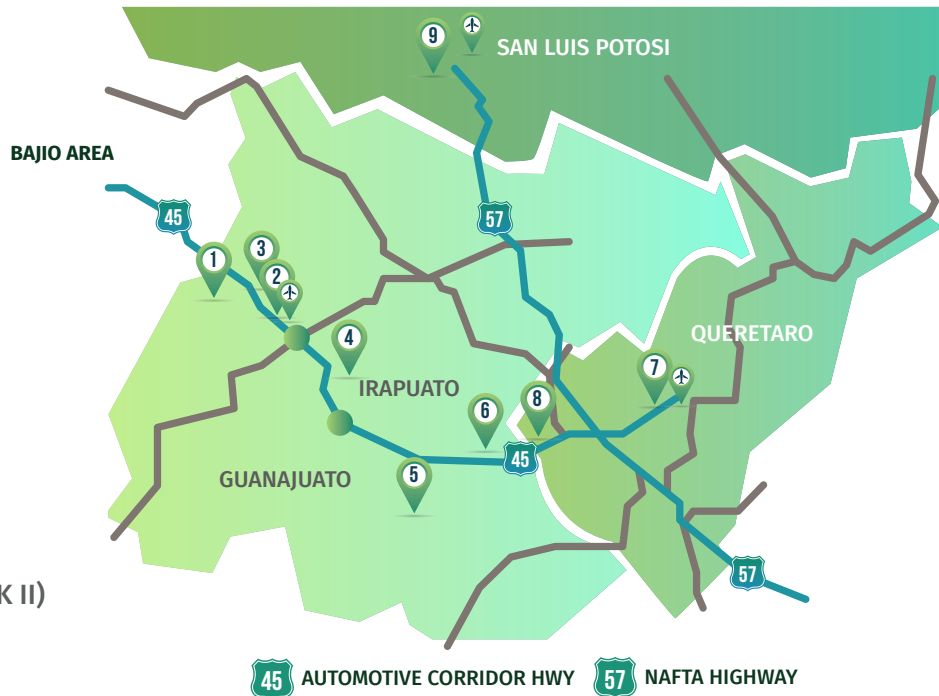 9
SAN LUIS POTOSI
BAJIO AREA
45
57
3
1
2
QUERETARO
4
7
IRAPUATO
8
6
45
GUANAJUATO
5
57
K II)
45 AUTOMOTIVE CORRIDOR HWY 57 NAFTA HIGHWAY